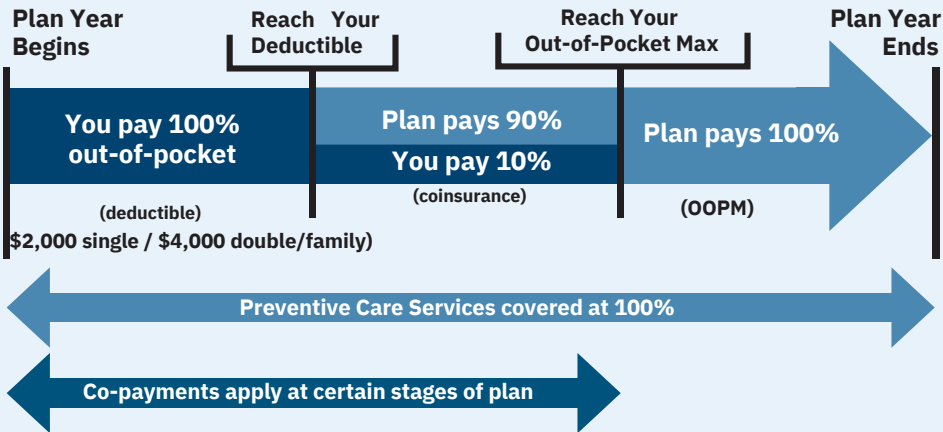 Plan Year
Begins
Reach Your
Deductible
Reach Your
Out-of-Pocket Max
Plan Year
Ends
You pay 100%
out-of-pocket
Plan pays 90%
You pay 10%
Plan pays 100%
(deductible)
$2,000 single / $4,000 double/family)
(coinsurance)
(OOPM)
Preventive Care Services covered at 100%
Co-payments apply at certain stages of plan